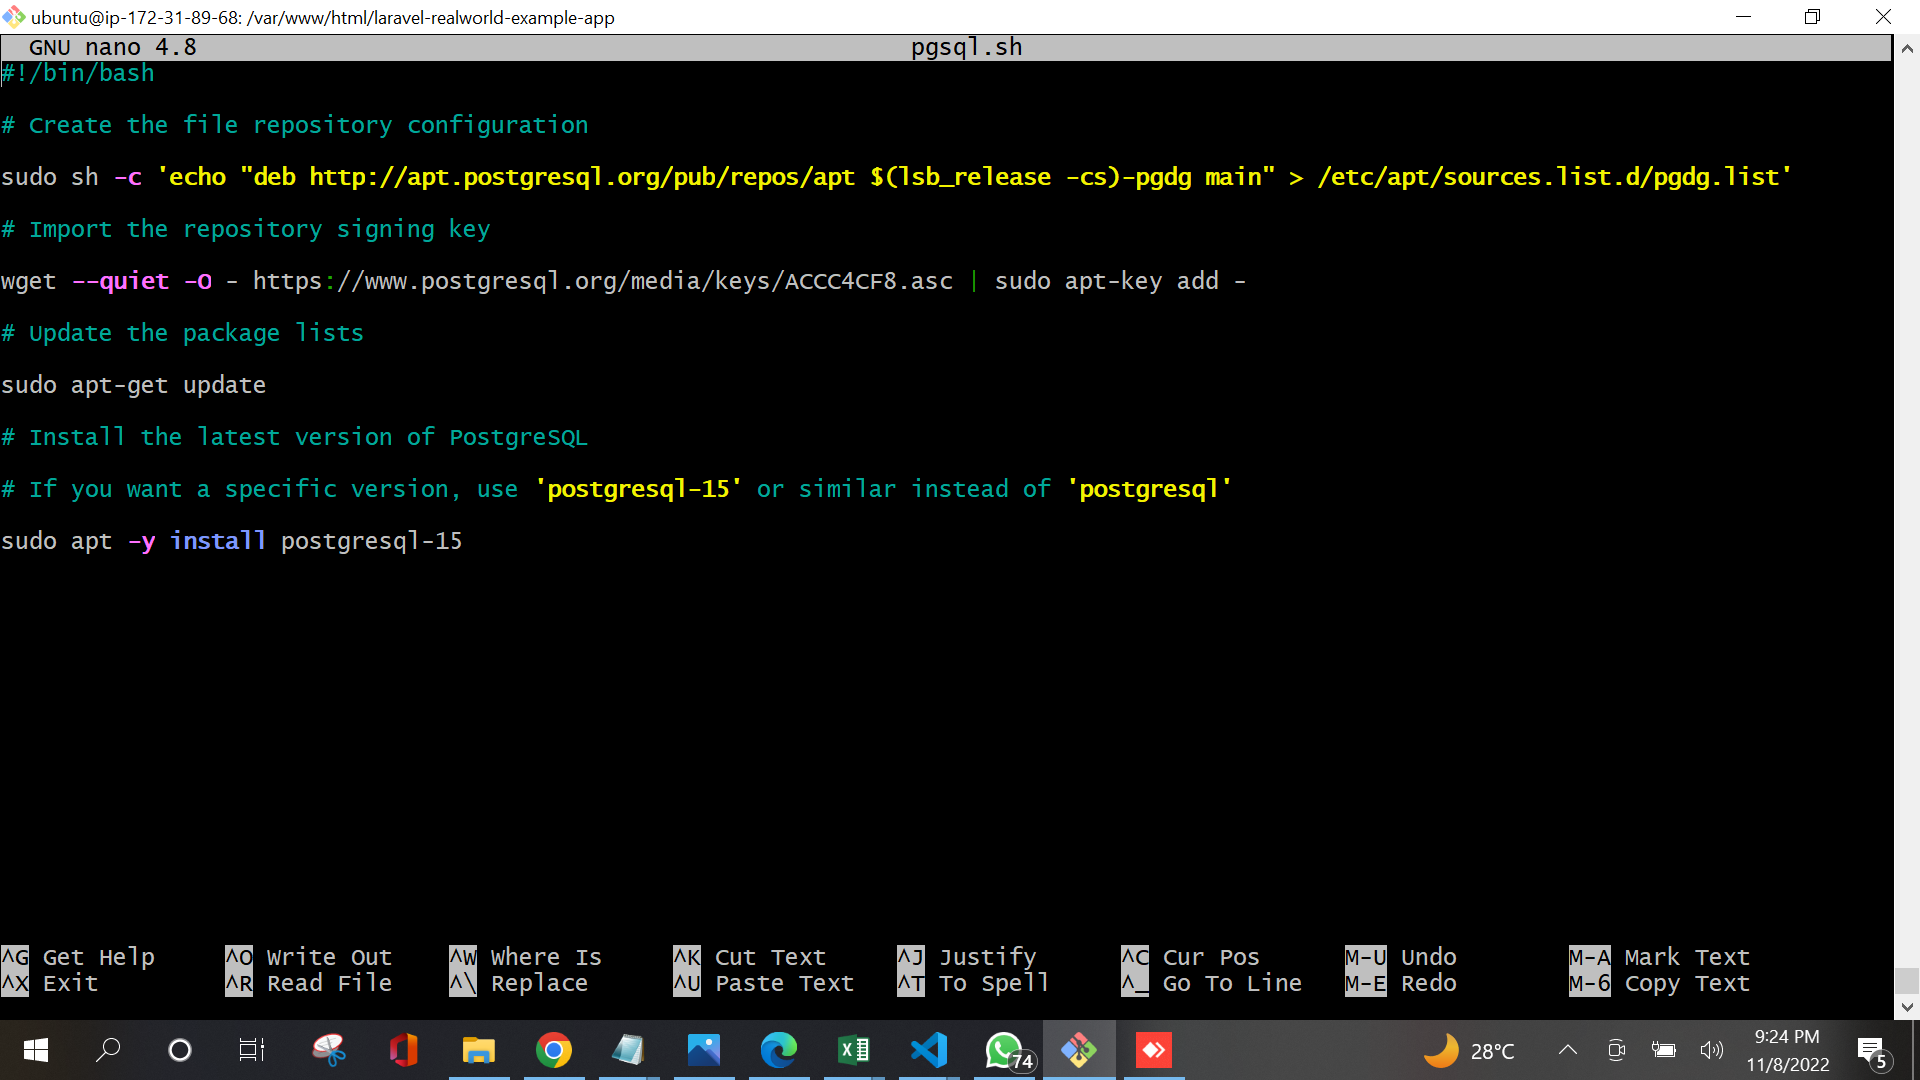 ubuntu@ip-172-31-89-68: /var/www/html/laravel-realworld-example-app
GNU nano 4.8 pgsql.sh
#!/bin/bash
# Create the file repository configuration
sudo sh -c 'echo "deb http://apt.postgresql.org/pub/repos/apt $(lsb_release -cs)-pgdg main" > /etc/apt/sources.list.d/pgdg.list'
# Import the repository signing key
wget --quiet -O - https://www.postgresql.org/media/keys/ACCC4CF8.asc | sudo apt-key add -
# Update the package lists
sudo apt-get update
# Install the latest version of PostgreSQL
# If you want a specific version, use 'postgresql-15' or similar instead of 'postgresql'
sudo apt -y install postgresql-15
^G Get Help ^O Write Out ^W Where Is ^K Cut Text ^J Justify ^C Cur Pos M-U Undo M-A Mark Text
^X Exit ^R Read File ^\ Replace ^U Paste Text ^T To Spell ^_ Go To Line M-E Redo M-6 Copy Text
74
28°C
9:24 PM
11/8/2022
5